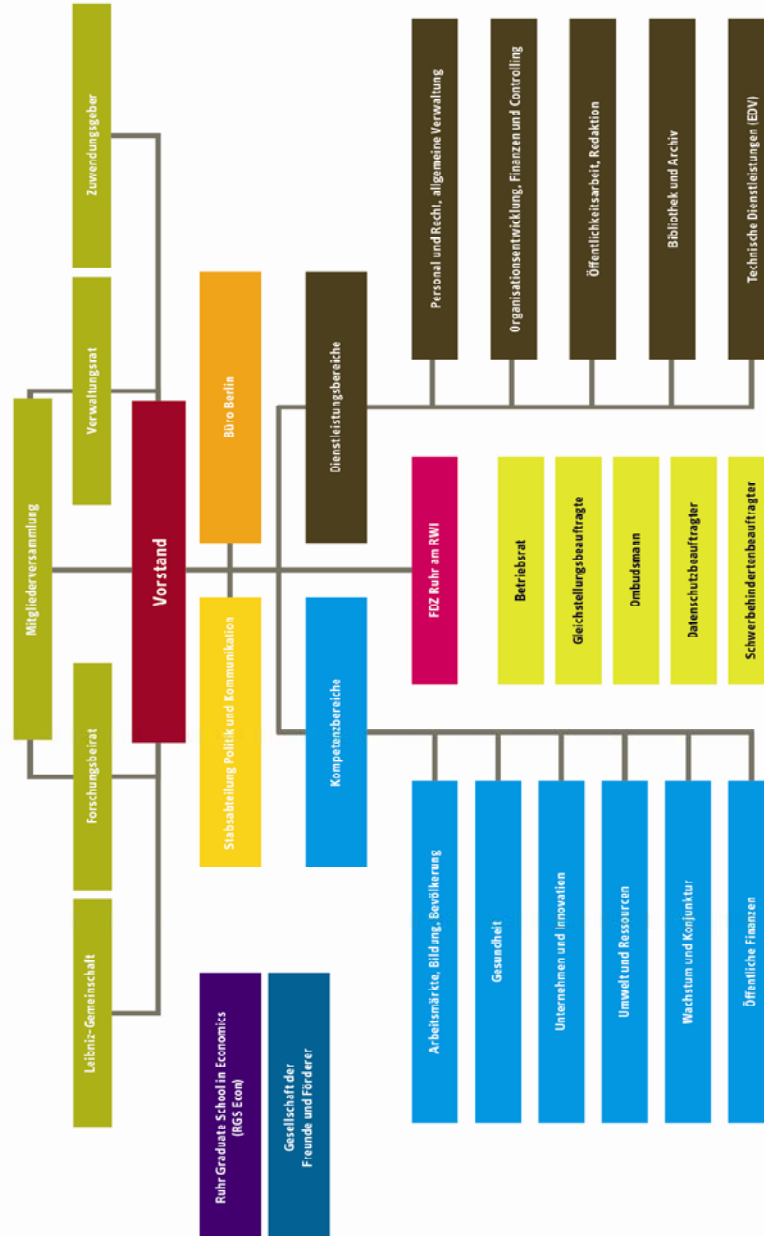 Mitgliederversammlung
Leibniz-Gemeinschaft
Forschungsbeirat
Verwaltungsrat
Zuwendungsgeber
Vorstand
Ruhr Graduate School in Economics
(RGS Econ)
Stabsabteilung Politik und Kommunikation
Büro Berlin
Gesellschaft der
Freunde und Förderer
Kompetenzbereiche
Dienstleistungsbereiche
Arbeitsmärkte, Bildung, Bevölkerung
Gesundheit
Unternehmen und Innovation
Umwelt und Ressourcen
Wachstum und Konjunktur
Öffentliche Finanzen
FDZ Ruhr am RWI
Betriebsrat
Gleichstellungsbeauftragte
Ombudsmann
Datenschutzbeauftragter
Schwerbehindertenbeauftragter
Personal und Recht, allgemeine Verwaltung
Organisationsentwicklung, Finanzen und Controlling
Öffentlichkeitsarbeit, Redaktion
Bibliothek und Archiv
Technische Dienstleistungen (EDV)